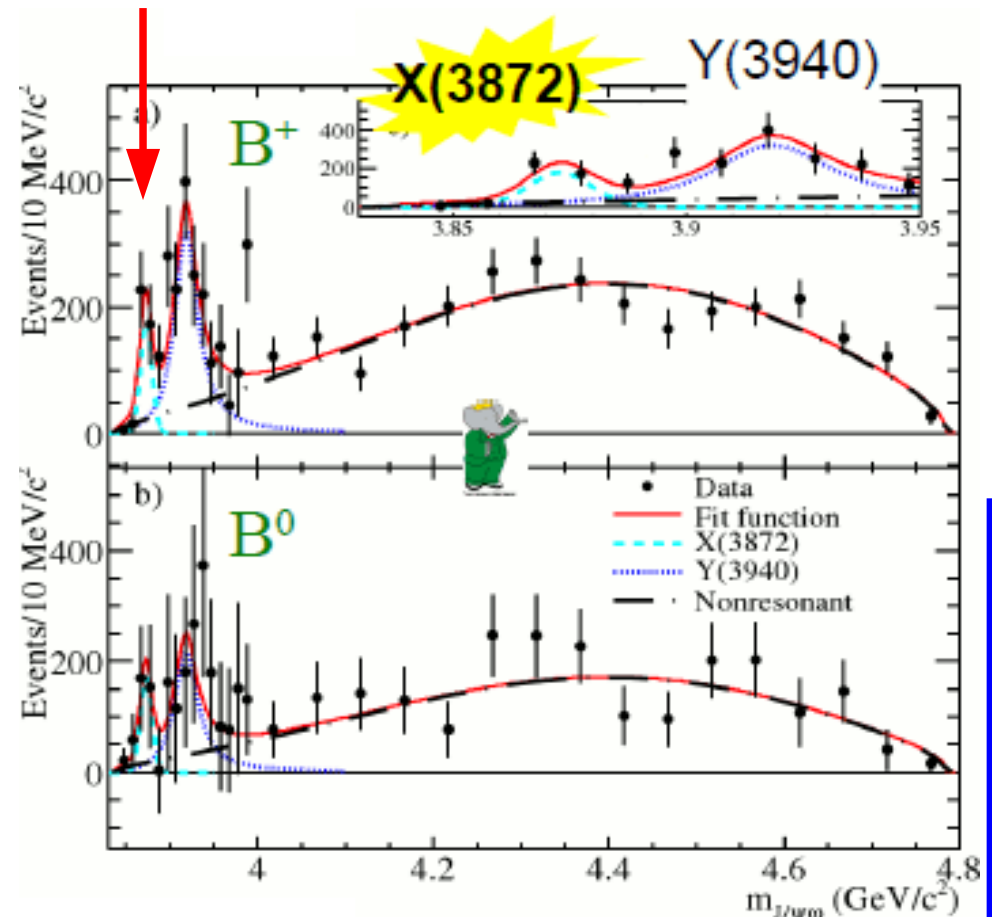 X(3872) Y(3940)
a)
B⁺
400
200
0
3.85 3.9 3.95
Events/10 MeV/c²
400
200
0
b)
B⁰
Data
Fit function
X(3872)
Y(3940)
Nonresonant
Events/10 MeV/c²
400
200
0
4 4.2 4.4 4.6 4.8
(GeV/c²)